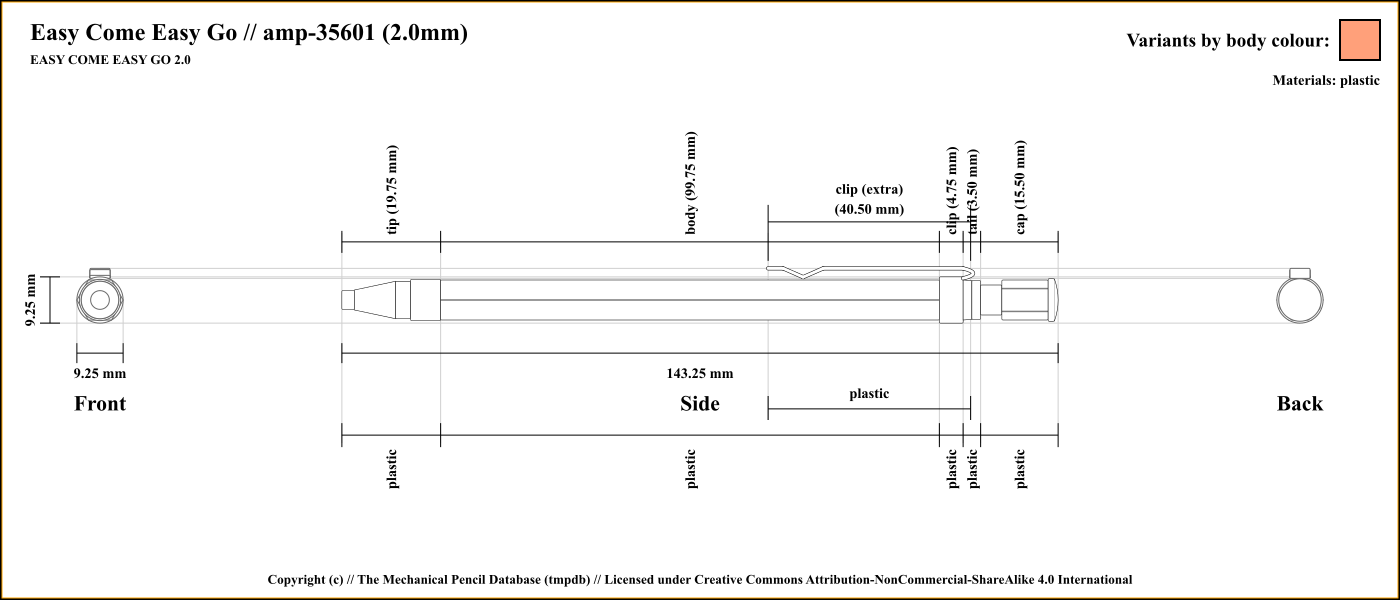 Easy Come Easy Go // amp-35601 (2.0mm)
EASY COME EASY GO 2.0
Variants by body colour:
Materials: plastic
tip (19.75 mm)
body (99.75 mm)
clip (extra)
(40.50 mm)
clip (4.75 mm)
tail (3.50 mm)
cap (15.50 mm)
9.25 mm
9.25 mm
143.25 mm
Front
Side
Back
plastic
plastic
plastic
plastic
plastic
plastic
Copyright (c) // The Mechanical Pencil Database (tmpdb) // Licensed under Creative Commons Attribution-NonCommercial-ShareAlike 4.0 International